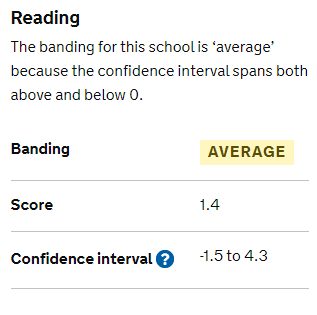 Reading
The banding for this school is ‘average’
because the confidence interval spans both
above and below 0.
Banding
AVERAGE
Score
1.4
Confidence interval ?
-1.5 to 4.3